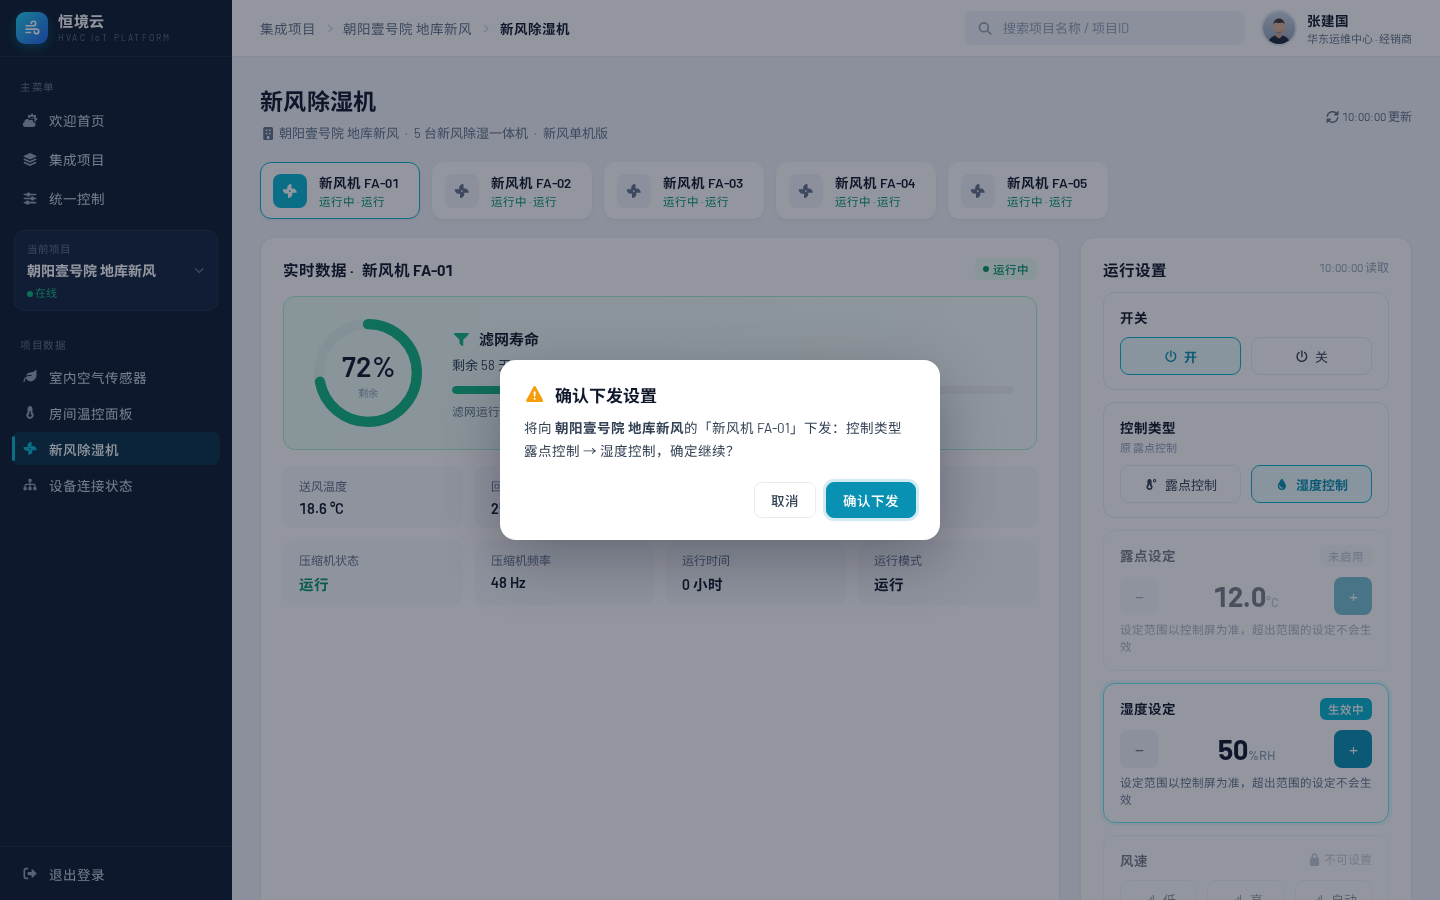 恒境云
HVAC IoT PLATFORM
主菜单
欢迎首页
集成项目
统一控制
当前项目
朝阳壹号院 地库新风
在线
项目数据
室内空气传感器
房间温控面板
新风除湿机
设备连接状态
退出登录
集成项目 > 朝阳壹号院 地库新风 > 新风除湿机
搜索项目名称 / 项目ID
张建国
华东运维中心 · 经销商
新风除湿机
朝阳壹号院 地库新风 · 5 台新风除湿一体机 · 新风单机版
10:00:00 更新
新风机 FA-01
运行中 · 运行
新风机 FA-02
运行中 · 运行
新风机 FA-03
运行中 · 运行
新风机 FA-04
运行中 · 运行
新风机 FA-05
运行中 · 运行
实时数据 · 新风机 FA-01
运行中
72%
剩余
滤网寿命
剩余 58
滤网运行
送风温度
18.6 ℃
压缩机状态
运行
压缩机频率
48 Hz
运行时间
0 小时
运行模式
运行
确认下发设置
将向 朝阳壹号院 地库新风的「新风机 FA-01」下发：控制类型
露点控制 → 湿度控制，确定继续？
取消
确认下发
运行设置
10:00:00 读取
开关
开
关
控制类型
原 露点控制
露点控制
湿度控制
露点设定
未启用
−
12.0°C
+
设定范围以控制屏为准，超出范围的设定不会生
效
湿度设定
生效中
−
50%RH
+
设定范围以控制屏为准，超出范围的设定不会生
效
风速
不可设置
低
高
自动